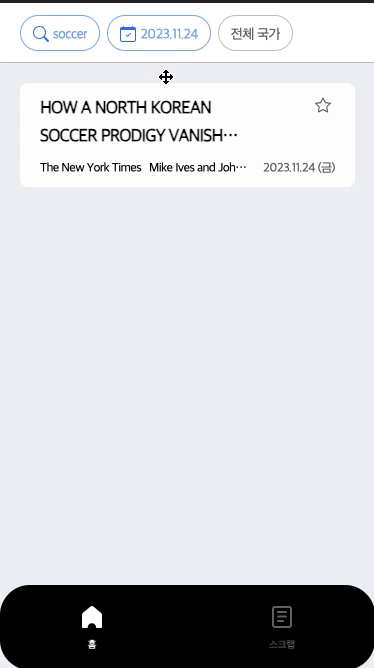 soccer 2023.11.24 전체 국가
HOW A NORTH KOREAN
SOCCER PRODIGY VANISH···
The New York Times Mike Ives and Joh··· 2023.11.24 (금)
홈 스크랩